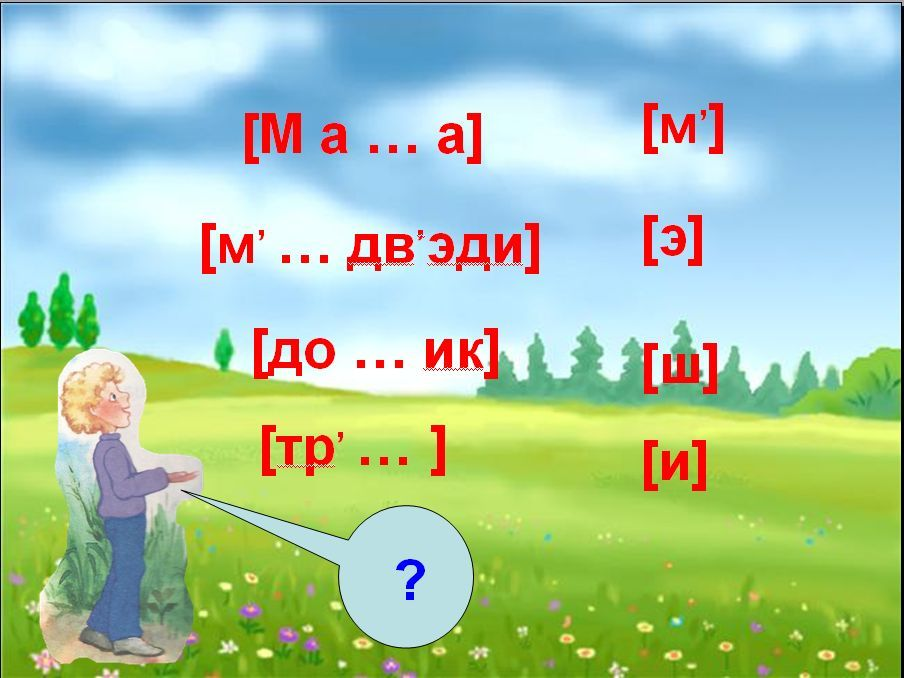 [М а … а] [м’]
[м’ … дв’эди] [э]
[до … ик] [ш]
[тр’ … ] [и]
?